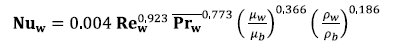 Nu_w = 0.004 Re_w^0,923 \overline{Pr_w}^0,773 (μ_w/μ_b)^0,366 (ρ_w/ρ_b)^0,186